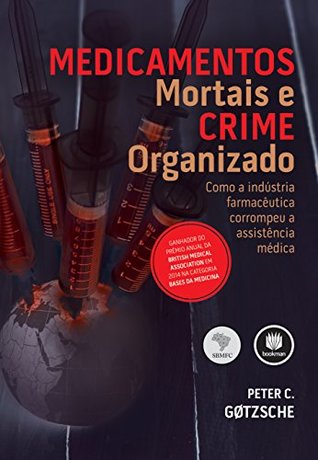 MEDICAMENTOS
Mortais e
CRIME
Organizado
Como a indústria
farmacêutica
corrompeu a
assistência
médica
GANHADOR DO
PRÊMIO ANUAL DA
BRITISH MEDICAL
ASSOCIATION EM
2014 NA CATEGORIA
BASES DA MEDICINA
SBMFC
bookman
PETER C.
GØTZSCHE